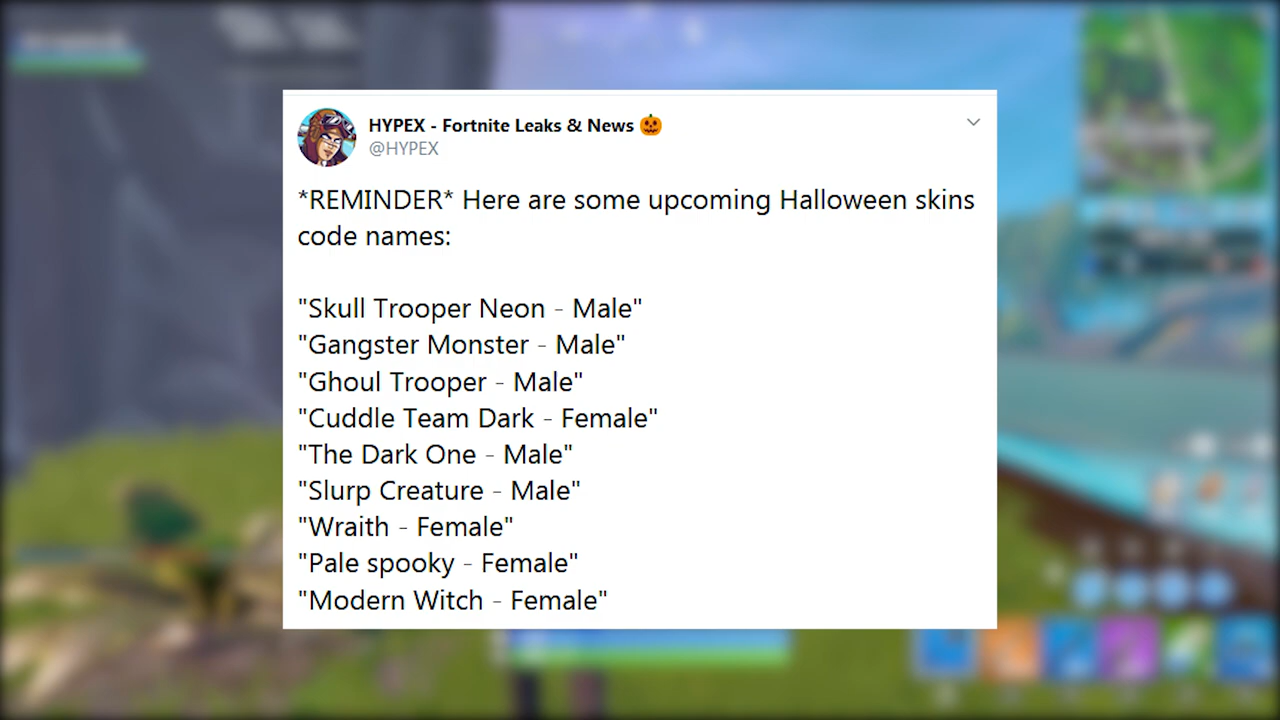 HYPEX - Fortnite Leaks & News 🎃
@HYPEX
*REMINDER* Here are some upcoming Halloween skins
code names:
"Skull Trooper Neon - Male"
"Gangster Monster - Male"
"Ghoul Trooper - Male"
"Cuddle Team Dark - Female"
"The Dark One - Male"
"Slurp Creature - Male"
"Wraith - Female"
"Pale spooky - Female"
"Modern Witch - Female"